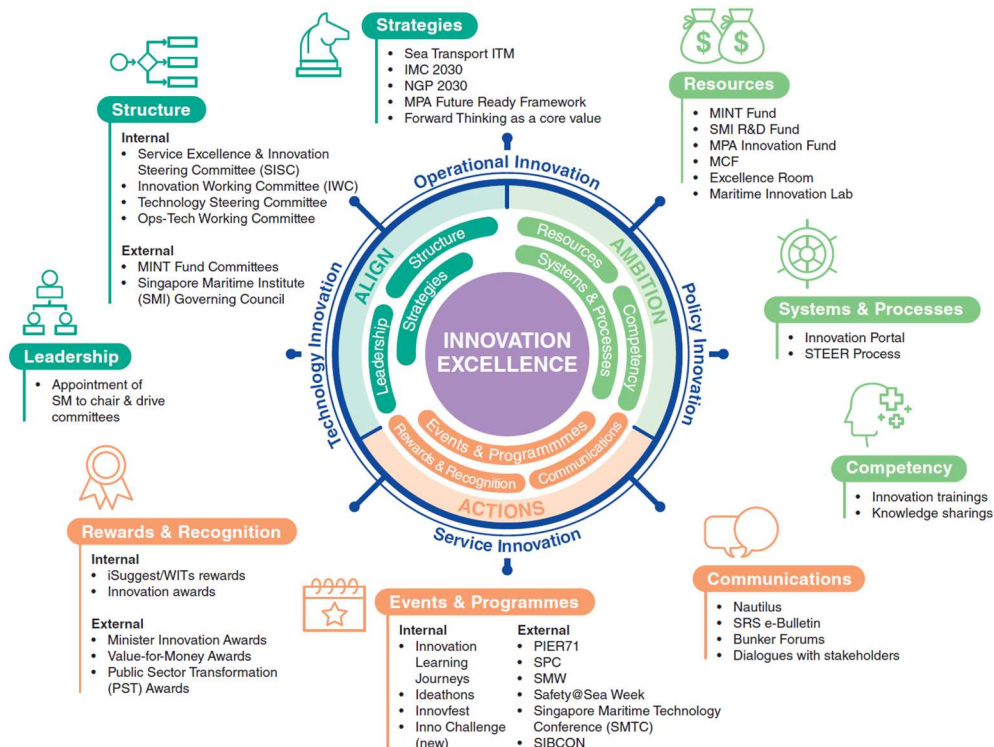 Strategies
• Sea Transport ITM
• IMC 2030
• NGP 2030
• MPA Future Ready Framework
• Forward Thinking as a core value
Resources
• MINT Fund
• SMI R&D Fund
• MPA Innovation Fund
• MCF
• Excellence Room
• Maritime Innovation Lab
Structure
Internal
• Service Excellence & Innovation
Steering Committee (SISC)
• Innovation Working Committee (IWC)
• Technology Steering Committee
• Ops-Tech Working Committee
External
• MINT Fund Committees
• Singapore Maritime Institute
(SMI) Governing Council
Leadership
• Appointment of
SM to chair & drive
committees
Operational Innovation
Technology Innovation
Policy Innovation
Service Innovation
ALIGN
Structure
Strategies
Leadership
AMBITION
Resources
Systems & Processes
Competency
INNOVATION
EXCELLENCE
Events & Programmmes
Rewards & Recognition
Communications
ACTIONS
Systems & Processes
• Innovation Portal
• STEER Process
Competency
• Innovation trainings
• Knowledge sharings
Rewards & Recognition
Internal
• iSuggest/WITs rewards
• Innovation awards
External
• Minister Innovation Awards
• Value-for-Money Awards
• Public Sector Transformation
(PST) Awards
Events & Programmes
Internal
• Innovation
Learning
Journeys
• Ideathons
• Innovfest
• Inno Challenge
(new)
External
• PIER71
• SPC
• SMW
• Safety@Sea Week
• Singapore Maritime Technology
Conference (SMTC)
• SIBCON
Communications
• Nautilus
• SRS e-Bulletin
• Bunker Forums
• Dialogues with stakeholders
$
$